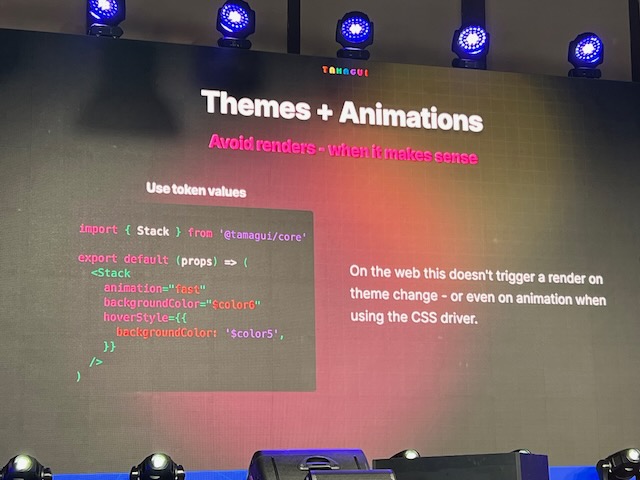 TAMAGUI
Themes + Animations
Avoid renders - when it makes sense
Use token values
import { Stack } from '@tamagui/core'
export default (props) => (
<Stack
animation="fast"
backgroundColor="$color6"
hoverStyle={{
backgroundColor: '$color5',
}}
/>
)
On the web this doesn't trigger a render on
theme change - or even on animation when
using the CSS driver.